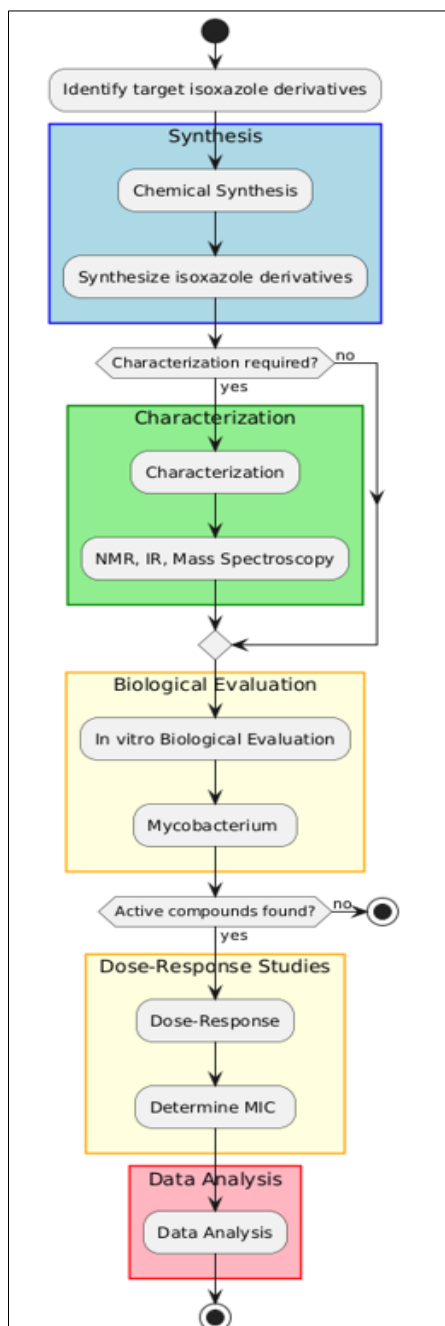 Identify target isoxazole derivatives
Synthesis
Chemical Synthesis
Synthesize isoxazole derivatives
Characterization required?
no
yes
Characterization
Characterization
NMR, IR, Mass Spectroscopy
Biological Evaluation
In vitro Biological Evaluation
Mycobacterium
Active compounds found?
no
yes
Dose-Response Studies
Dose-Response
Determine MIC
Data Analysis
Data Analysis